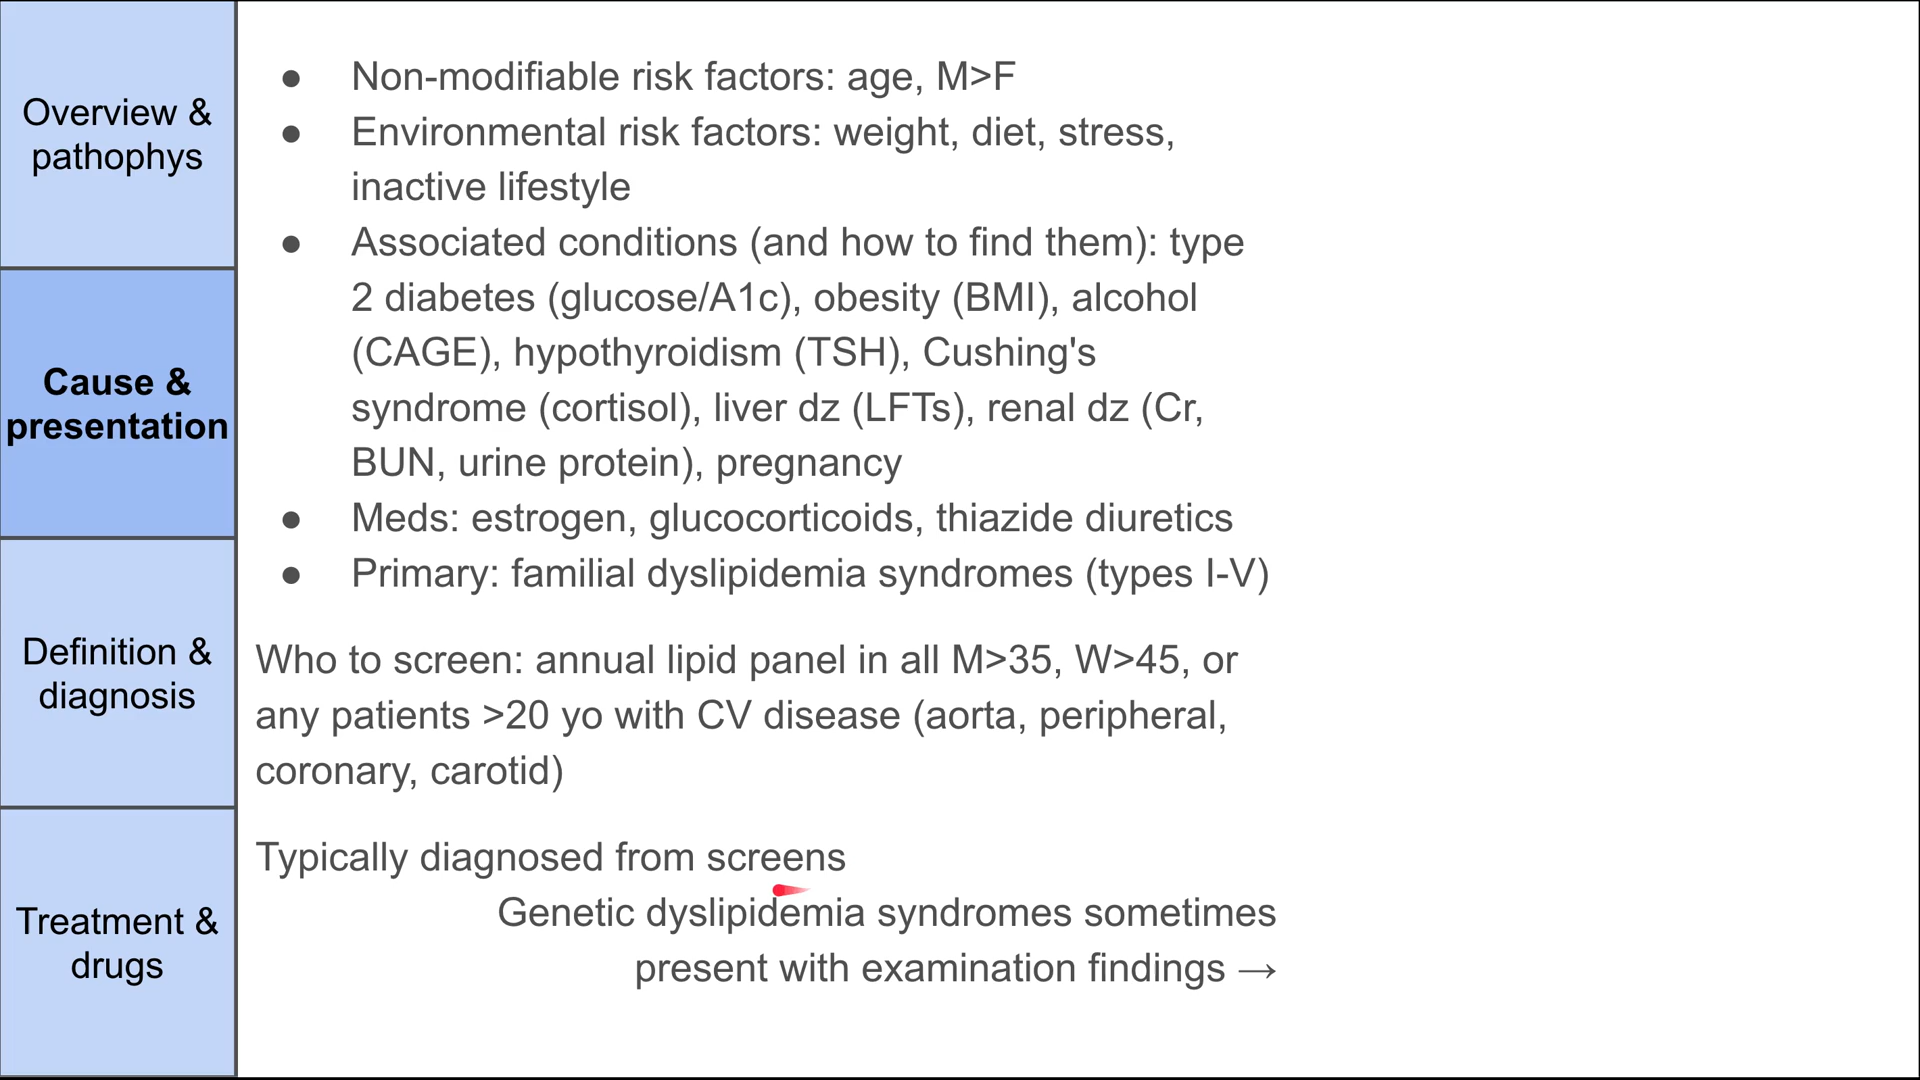 Overview &
pathophys
Cause &
presentation
Definition &
diagnosis
Treatment &
drugs
● Non-modifiable risk factors: age, M>F
● Environmental risk factors: weight, diet, stress,
inactive lifestyle
● Associated conditions (and how to find them): type
2 diabetes (glucose/A1c), obesity (BMI), alcohol
(CAGE), hypothyroidism (TSH), Cushing's
syndrome (cortisol), liver dz (LFTs), renal dz (Cr,
BUN, urine protein), pregnancy
● Meds: estrogen, glucocorticoids, thiazide diuretics
● Primary: familial dyslipidemia syndromes (types I-V)
Who to screen: annual lipid panel in all M>35, W>45, or
any patients >20 yo with CV disease (aorta, peripheral,
coronary, carotid)
Typically diagnosed from screens
Genetic dyslipidemia syndromes sometimes
present with examination findings →